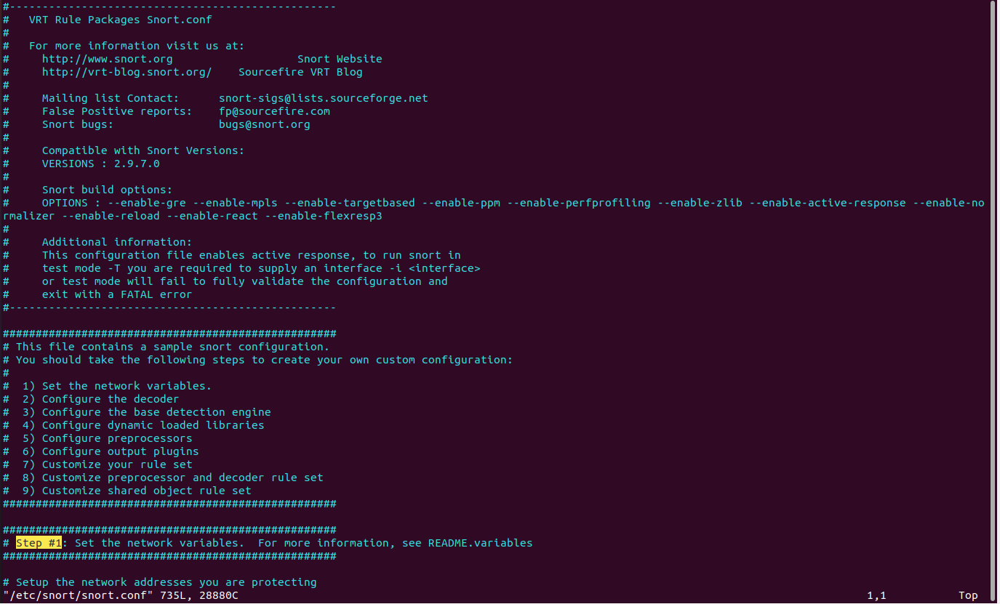 #--------------------------------------------------
#   VRT Rule Packages Snort.conf
#
#   For more information visit us at:
#     http://www.snort.org                   Snort Website
#     http://vrt-blog.snort.org/    Sourcefire VRT Blog
#
#     Mailing list Contact:      snort-sigs@lists.sourceforge.net
#     False Positive reports:    fp@sourcefire.com
#     Snort bugs:                bugs@snort.org
#
#     Compatible with Snort Versions:
#     VERSIONS : 2.9.7.0
#
#     Snort build options:
#     OPTIONS : --enable-gre --enable-mpls --enable-targetbased --enable-ppm --enable-perfprofiling --enable-zlib --enable-active-response --enable-no
rmalizer --enable-reload --enable-react --enable-flexresp3
#
#     Additional information:
#     This configuration file enables active response, to run snort in
#     test mode -T you are required to supply an interface -i <interface>
#     or test mode will fail to fully validate the configuration and
#     exit with a FATAL error
#--------------------------------------------------

###################################################
# This file contains a sample snort configuration.
# You should take the following steps to create your own custom configuration:
#
#  1) Set the network variables.
#  2) Configure the decoder
#  3) Configure the base detection engine
#  4) Configure dynamic loaded libraries
#  5) Configure preprocessors
#  6) Configure output plugins
#  7) Customize your rule set
#  8) Customize preprocessor and decoder rule set
#  9) Customize shared object rule set
###################################################

###################################################
# Step #1: Set the network variables.  For more information, see README.variables
###################################################

# Setup the network addresses you are protecting
"/etc/snort/snort.conf" 735L, 28880C                                                                                                1,1           Top